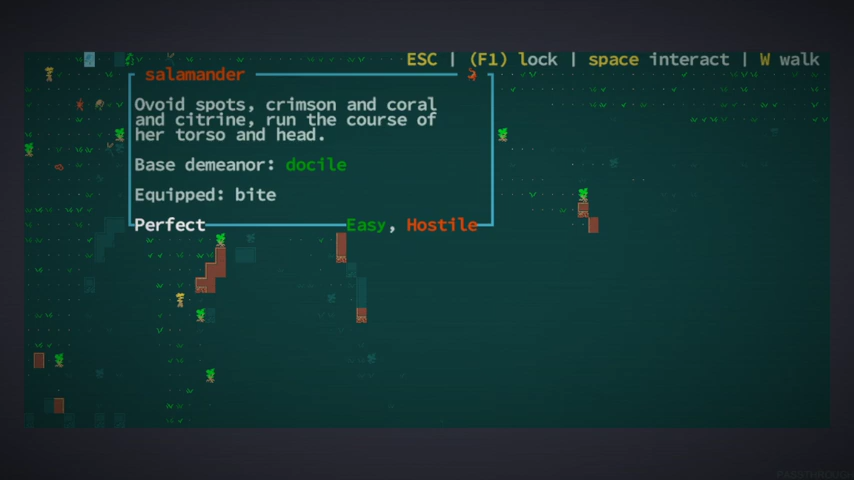 ESC | (F1) lock | space interact | W walk
salamander
Ovoid spots, crimson and coral
and citrine, run the course of
her torso and head.
Base demeanor: docile
Equipped: bite
Perfect
Easy, Hostile
PASSTHROUGH